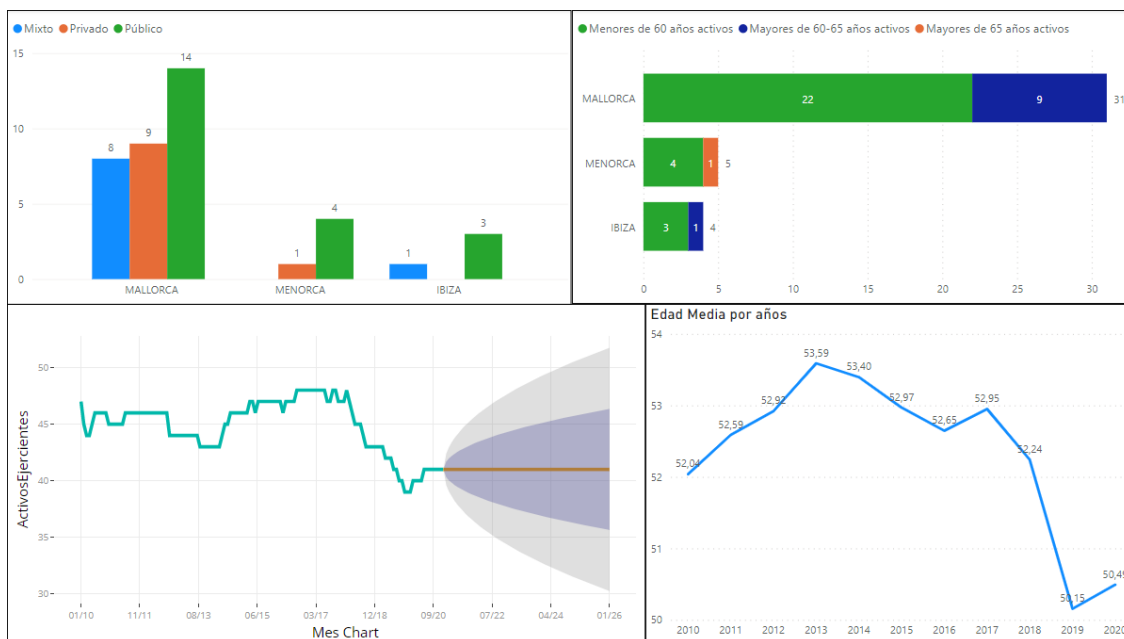 Mixto Privado Público
15
10
5
0
8
9
14
1
4
1
3
MALLORCA MENORCA IBIZA
Menores de 60 años activos Mayores de 60-65 años activos Mayores de 65 años activos
MALLORCA 22 9 31
MENORCA 4 1 5
IBIZA 3 1 4
0 5 10 15 20 25 30
ActivosEjercientes
50
45
40
35
30
01/10 11/11 08/13 06/15 03/17 12/18 09/20 07/22 04/24 01/26
Mes Chart
Edad Media por años
54
53
52
51
50
52,04
52,59
52,92
53,59
53,40
52,97
52,65
52,95
52,24
50,15
50,49
2010 2011 2012 2013 2014 2015 2016 2017 2018 2019 2020